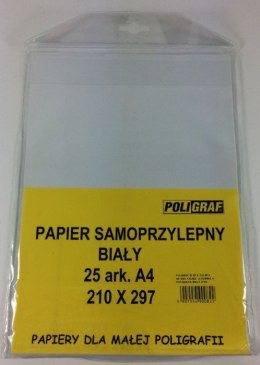 POLIGRAF
PAPIER SAMOPRZYLEPNY
BIAŁY
25 ark. A4
210 X 297
PAPIERY DLA MAŁEJ POLIGRAFII